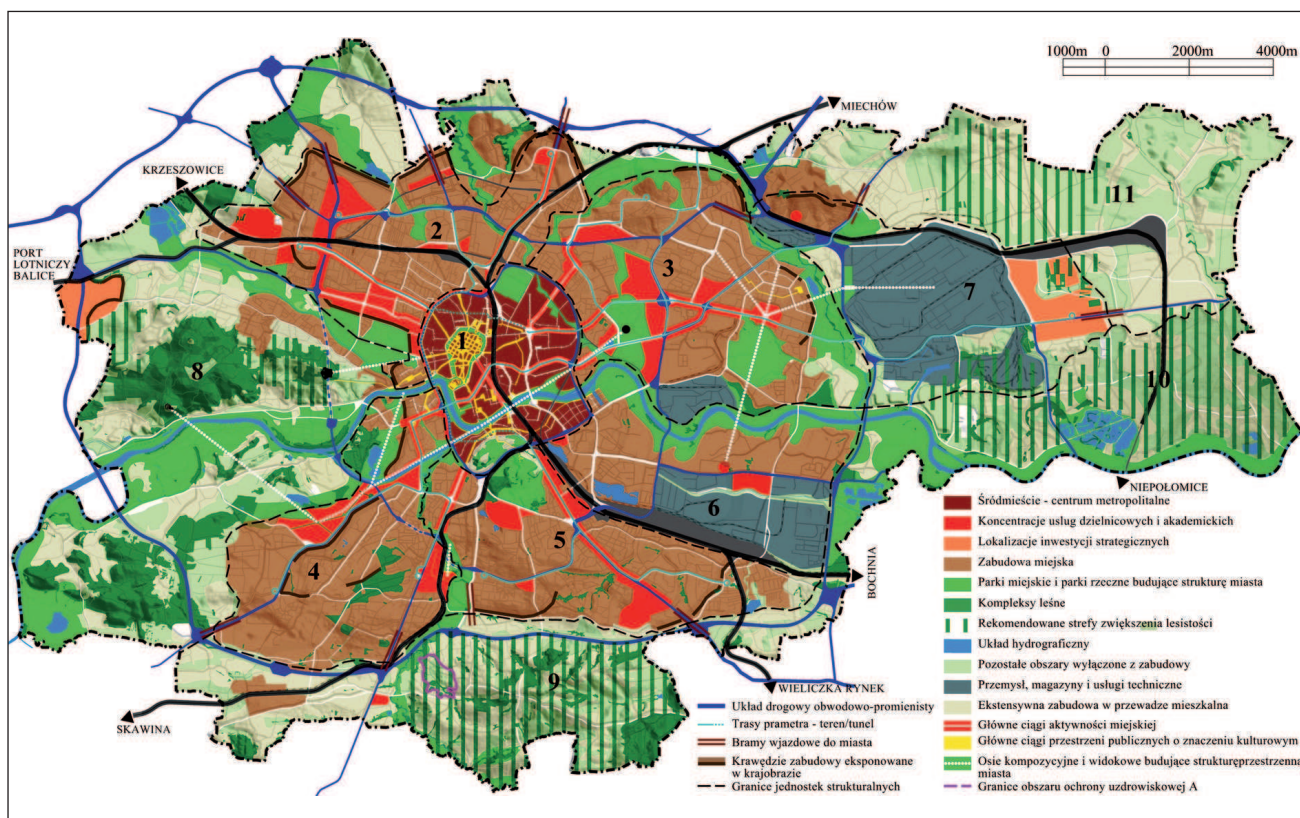 1000m 0 2000m 4000m
MIECHÓW
KRZESZOWICE
PORT
LOTNICZY
BALICE
11
2
3
7
1
8
10
NIEPOŁOMICE
6
5
BOCHNIA
4
9
WIELICZKA RYNEK
SKAWINA
Układ drogowy obwodowo-promienisty
Trasy prametra - teren/tunel
Bramy wjazdowe do miasta
Krawędzie zabudowy eksponowane
w krajobrazie
Granice jednostek strukturalnych
Śródmieście - centrum metropolitalne
Koncentracje usług dzielnicowych i akademickich
Lokalizacje inwestycji strategicznych
Zabudowa miejska
Parki miejskie i parki rzeczne budujące strukturę miasta
Kompleksy leśne
Rekomendowane strefy zwiększenia lesistości
Układ hydrograficzny
Pozostałe obszary wyłączone z zabudowy
Przemysł, magazyny i usługi techniczne
Ekstensywna zabudowa w przewadze mieszkalna
Główne ciągi aktywności miejskiej
Główne ciągi przestrzeni publicznych o znaczeniu kulturowym
Osie kompozycyjne i widokowe budujące strukturęprzestrzenną
miasta
Granice obszaru ochrony uzdrowiskowej A